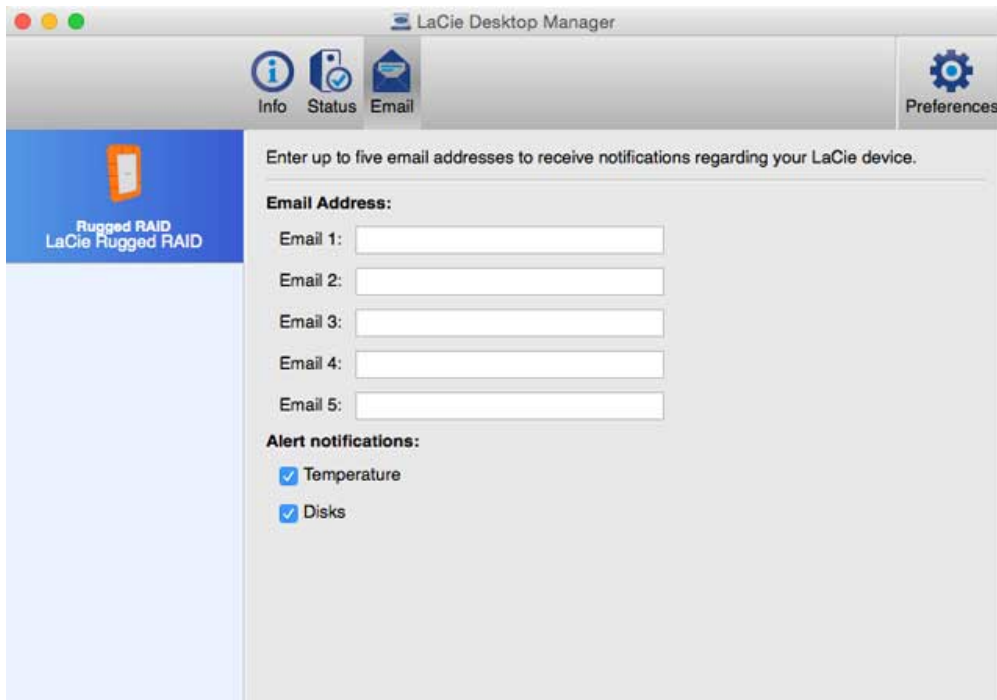 LaCie Desktop Manager
Info Status Email Preferences
Rugged RAID
LaCie Rugged RAID
Enter up to five email addresses to receive notifications regarding your LaCie device.
Email Address:
Email 1:
Email 2:
Email 3:
Email 4:
Email 5:
Alert notifications:
Temperature
Disks